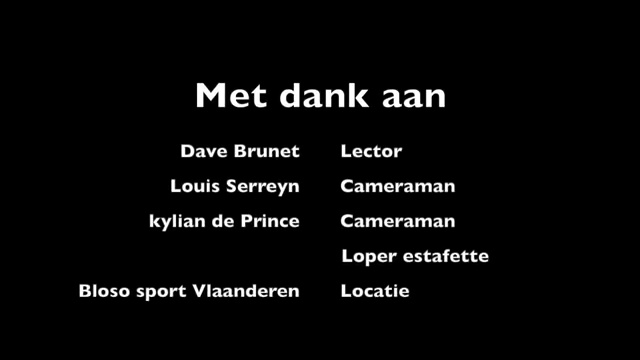 Met dank aan
Dave Brunet Lector
Louis Serreyn Cameraman
kylian de Prince Cameraman
Loper estafette
Bloso sport Vlaanderen Locatie